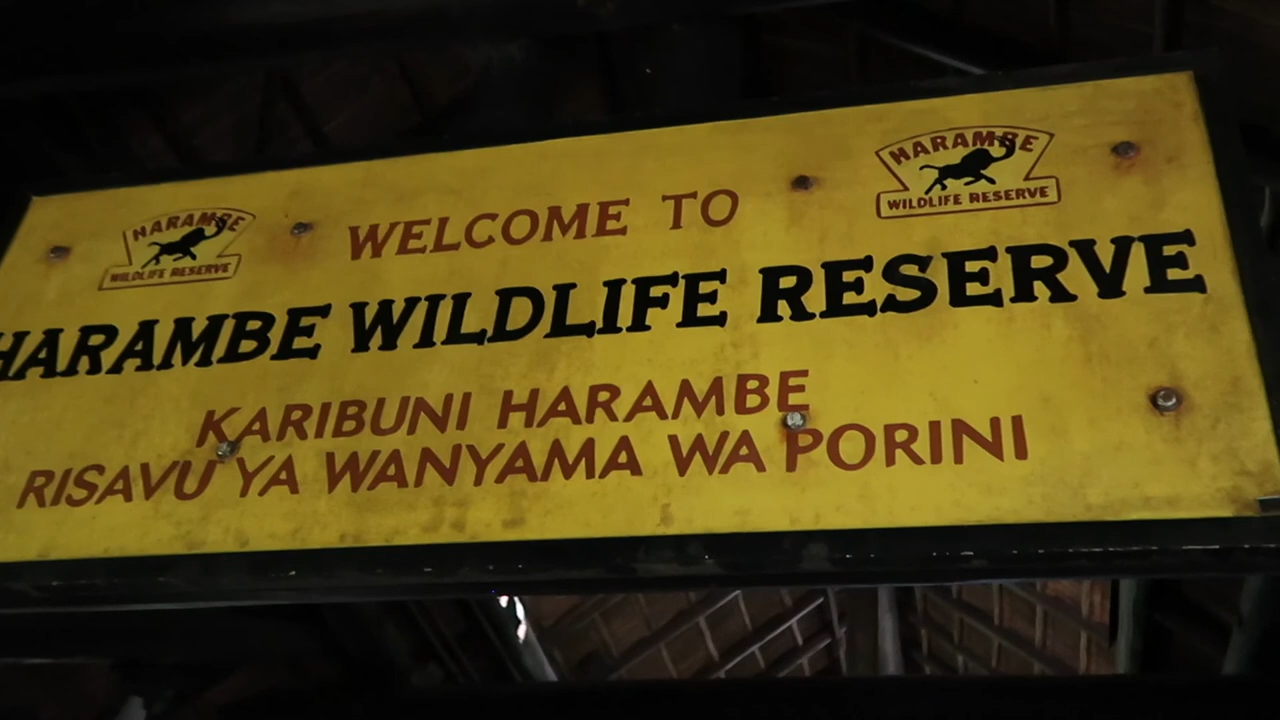 HARAMBE
WILDLIFE RESERVE
WELCOME TO
HARAMBE
WILDLIFE RESERVE
HARAMBE WILDLIFE RESERVE
KARIBUNI HARAMBE
RISAVU YA WANYAMA WA PORINI